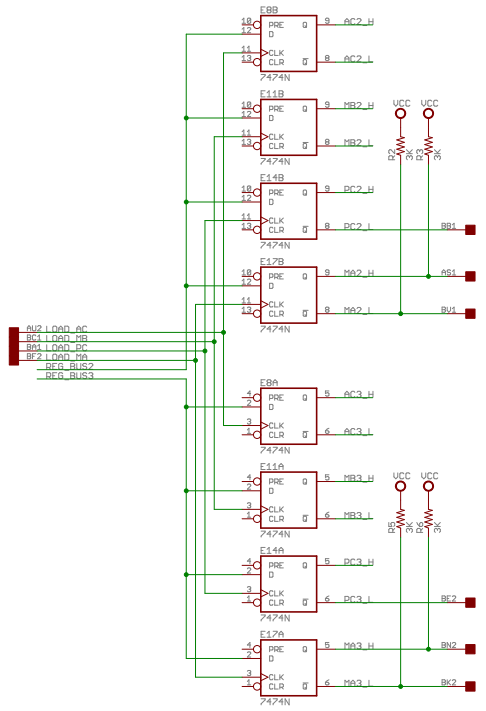 E8B
10 PRE Q 9 AC2_H
12 D
11 CLK
13 CLR Q 8 AC2_L
7474N
E11B
10 PRE Q 9 MB2_H
12 D
11 CLK
13 CLR Q 8 MB2_L
7474N
VCC VCC
R2 3K R3 3K
E14B
10 PRE Q 9 PC2_H
12 D
11 CLK
13 CLR Q 8 PC2_L BB1
7474N
E17B
10 PRE Q 9 MA2_H AS1
12 D
11 CLK
13 CLR Q 8 MA2_L BV1
7474N
AU2 LOAD_AC
BC1 LOAD_MB
BA1 LOAD_PC
BF2 LOAD_MA
REG_BUS2
REG_BUS3
E8A
4 PRE Q 5 AC3_H
2 D
3 CLK
1 CLR Q 6 AC3_L
7474N
E11A
4 PRE Q 5 MB3_H
2 D
3 CLK
1 CLR Q 6 MB3_L
7474N
VCC VCC
R5 3K R6 3K
E14A
4 PRE Q 5 PC3_H
2 D
3 CLK
1 CLR Q 6 PC3_L BE2
7474N
E17A
4 PRE Q 5 MA3_H BN2
2 D
3 CLK
1 CLR Q 6 MA3_L BK2
7474N